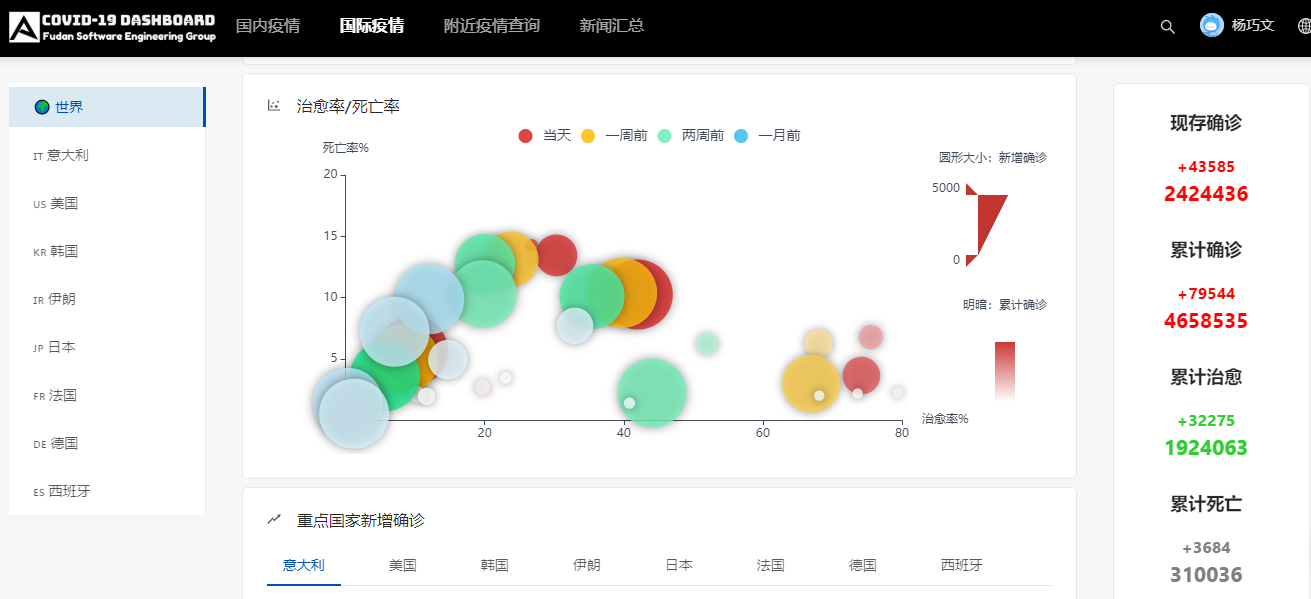 COVID-19 DASHBOARD
Fudan Software Engineering Group
国内疫情
国际疫情
附近疫情查询
新闻汇总
杨巧文
世界
IT 意大利
US 美国
KR 韩国
IR 伊朗
JP 日本
FR 法国
DE 德国
ES 西班牙
治愈率/死亡率
当天 一周前 两周前 一月前
死亡率%
20
15
10
5
20 40 60 80
治愈率%
圆形大小：新增确诊
5000
0
明暗：累计确诊
重点国家新增确诊
意大利 美国 韩国 伊朗 日本 法国 德国 西班牙
现存确诊
+43585
2424436
累计确诊
+79544
4658535
累计治愈
+32275
1924063
累计死亡
+3684
310036